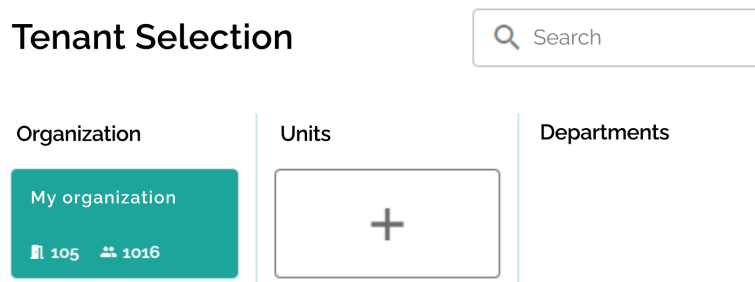 Tenant Selection
Search
Organization
Units
Departments
My organization
105 1016